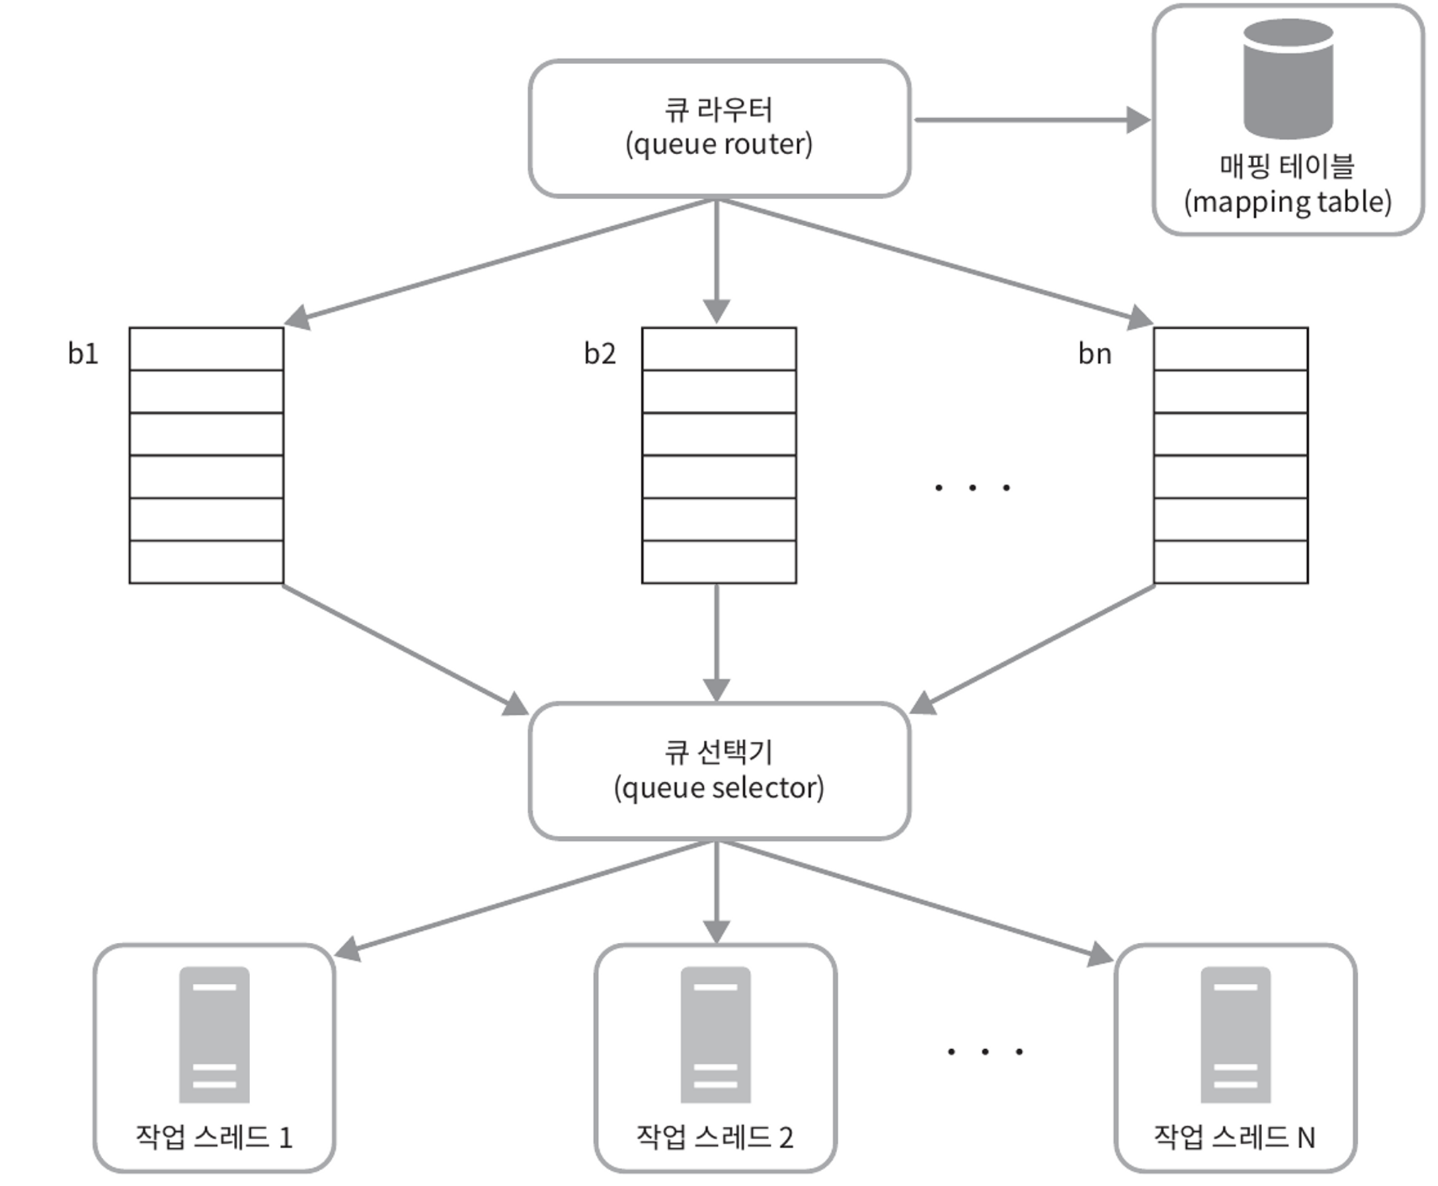 큐 라우터
(queue router)
매핑 테이블
(mapping table)
b1
b2
bn
. . .
큐 선택기
(queue selector)
. . .
작업 스레드 1
작업 스레드 2
작업 스레드 N